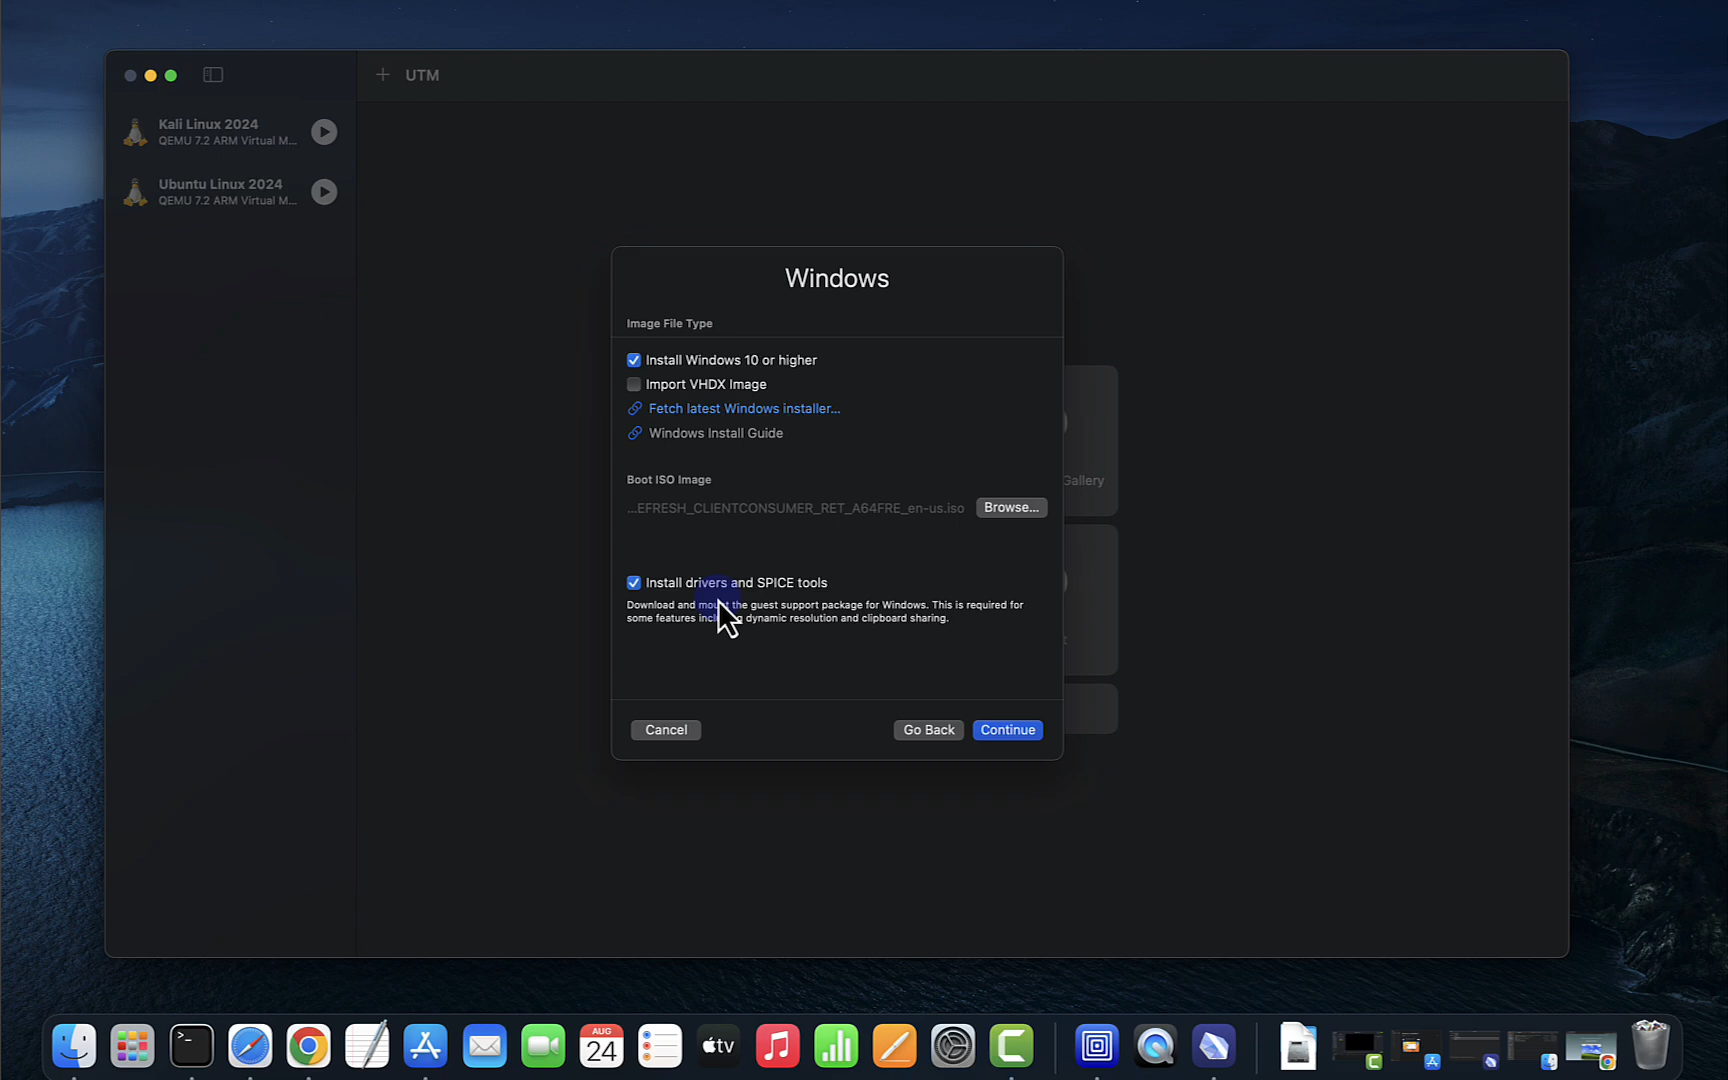 UTM
Kali Linux 2024
QEMU 7.2 ARM Virtual M...
Ubuntu Linux 2024
QEMU 7.2 ARM Virtual M...
Windows
Image File Type
Install Windows 10 or higher
Import VHDX Image
Fetch latest Windows installer...
Windows Install Guide
Gallery
Boot ISO Image
...EFRESH_CLIENTCONSUMER_RET_A64FRE_en-us.iso
Browse...
Install drivers and SPICE tools
Download and mount the guest support package for Windows. This is required for
some features including dynamic resolution and clipboard sharing.
Cancel
Go Back
Continue
AUG
24
tv